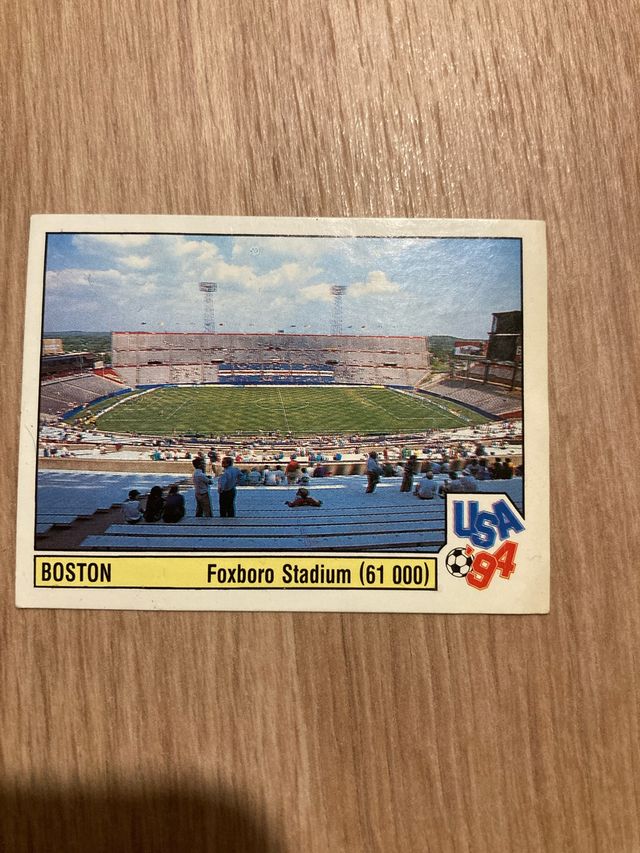 BOSTON Foxboro Stadium (61 000)
USA
'94